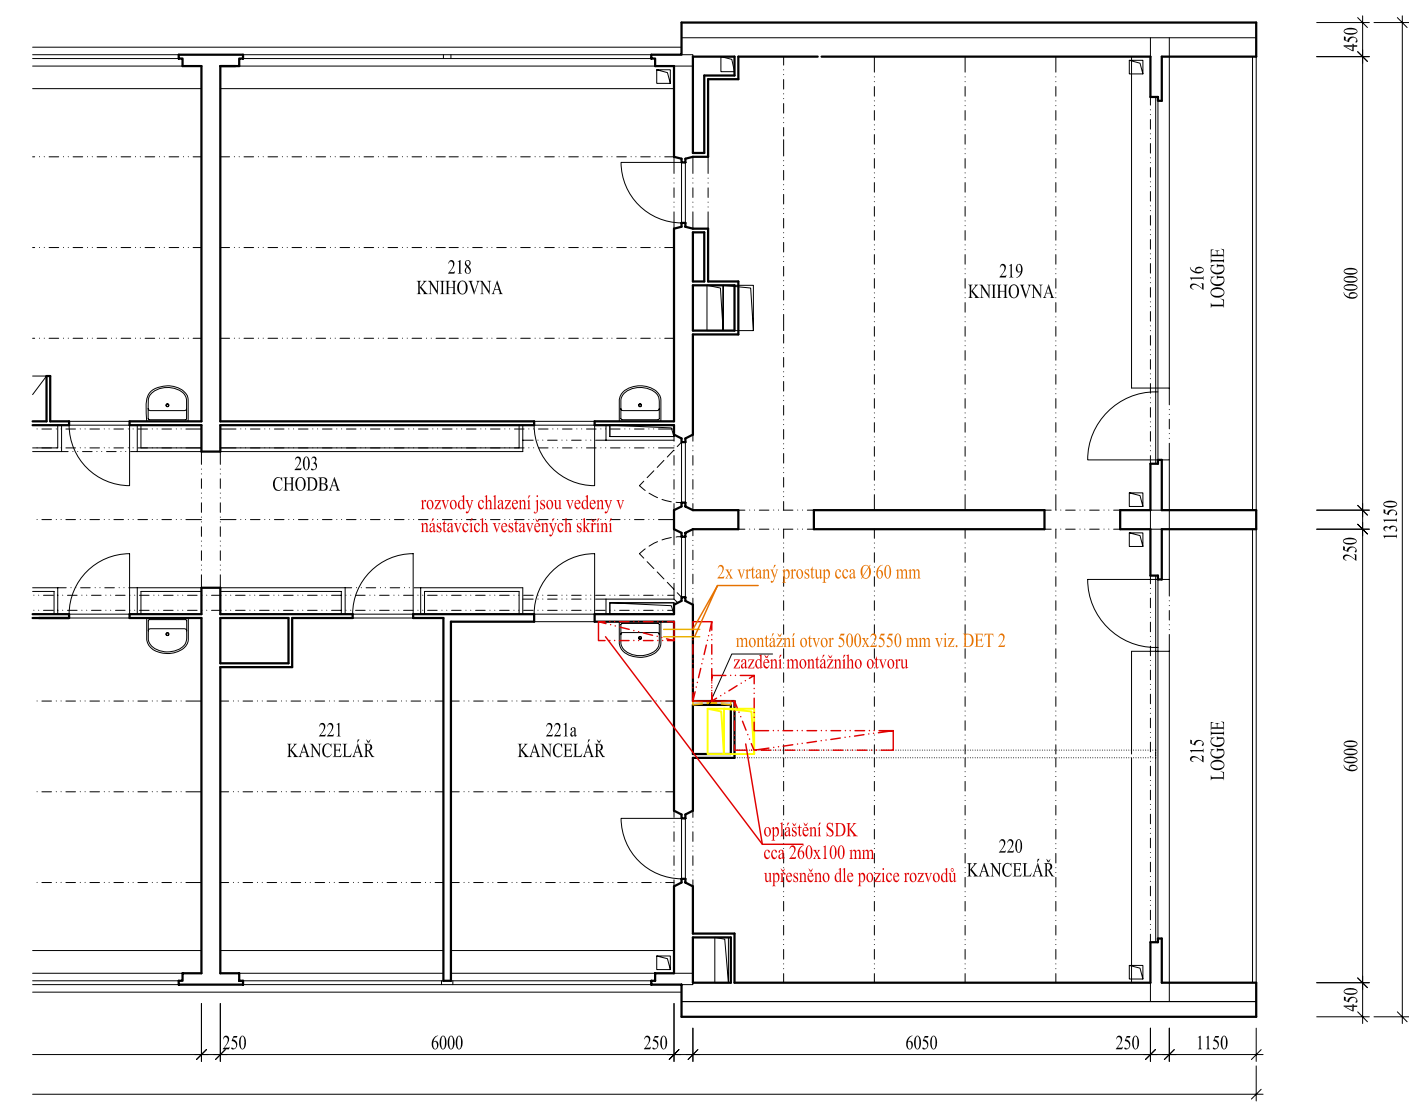 450
218
KNIHOVNA
219
KNIHOVNA
216
LOGGIE
6000
203
CHODBA
rozvody chlazení jsou vedeny v
nástavcích vestavěných skříní
13150
250
2x vrtaný prostup cca Ø 60 mm
montážní otvor 500x2550 mm viz. DET 2
zazdění montážního otvoru
221
KANCELÁŘ
221a
KANCELÁŘ
215
LOGGIE
6000
opláštění SDK
cca 260x100 mm
upřesněno dle pozice rozvodů
220
KANCELÁŘ
450
250
6000
250
6050
250
1150